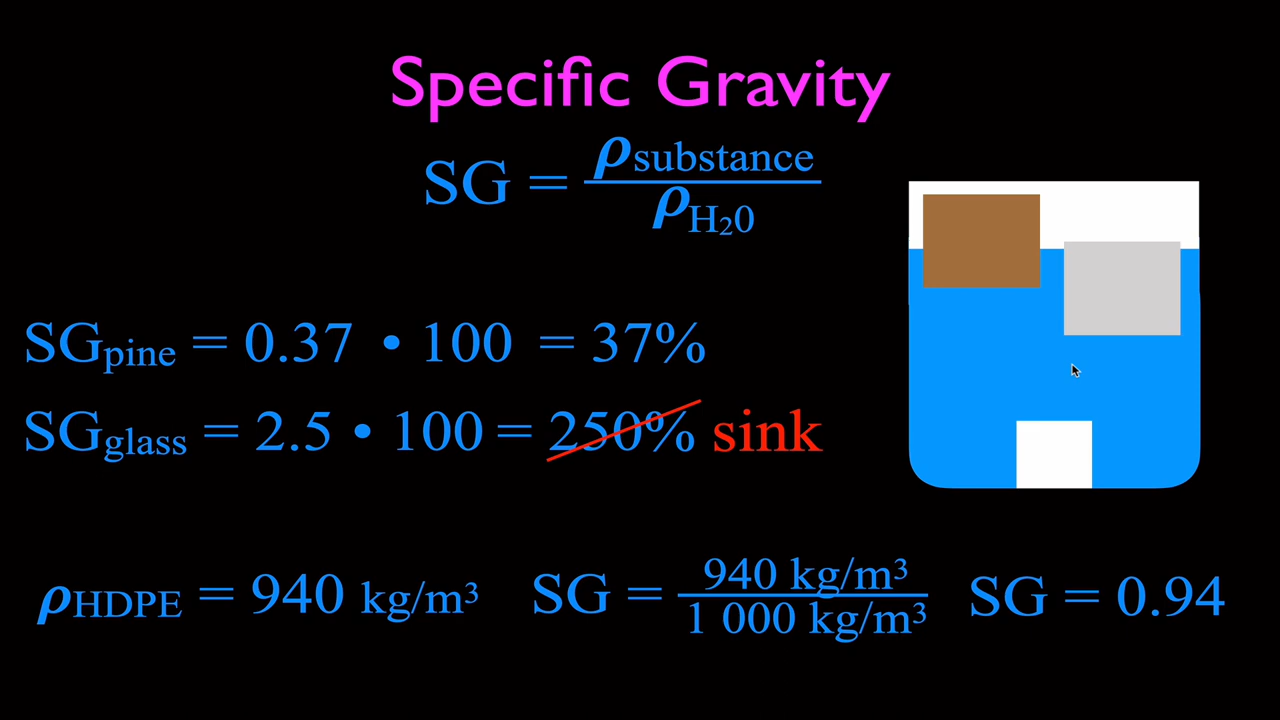 Specific Gravity
SG = ρsubstance / ρH₂0
SGpine = 0.37 • 100 = 37%
SGglass = 2.5 • 100 = 250% sink
ρHDPE = 940 kg/m³ SG = 940 kg/m³ / 1 000 kg/m³ SG = 0.94